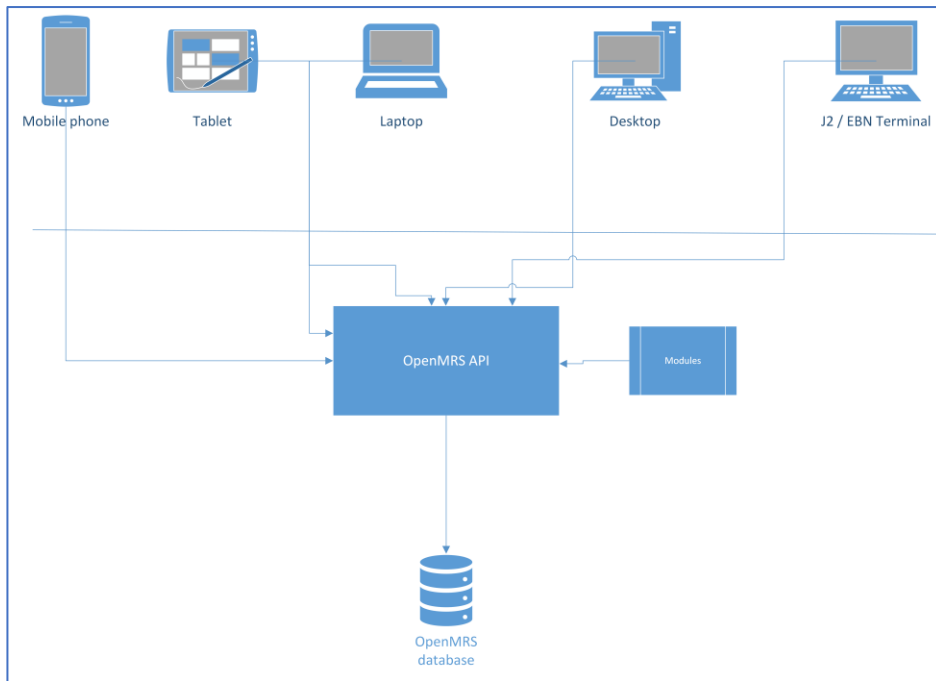 Mobile phone
Tablet
Laptop
Desktop
J2 / EBN Terminal
OpenMRS API
Modules
OpenMRS
database